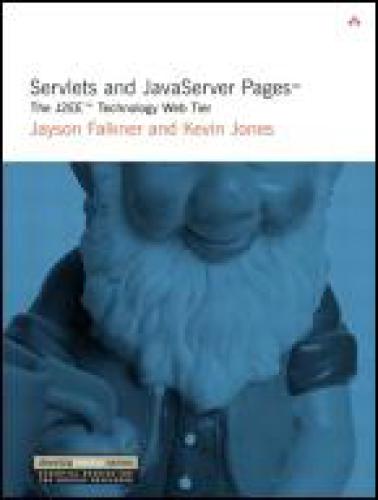 Servlets and JavaServer Pages™
The J2EE™ Technology Web Tier
Jayson Falkner and Kevin Jones